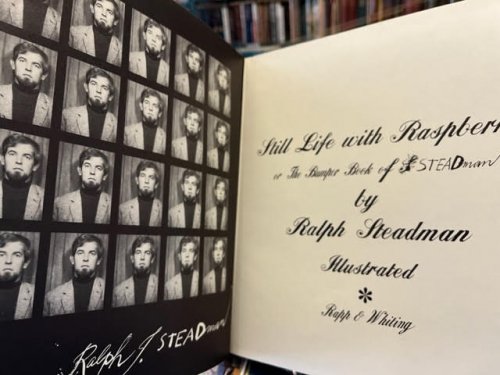 Ralph J. STEADman
Still Life with Raspberr
or The Bumper Book of STEADman
by
Ralph Steadman
Illustrated
*
Rapp & Whiting